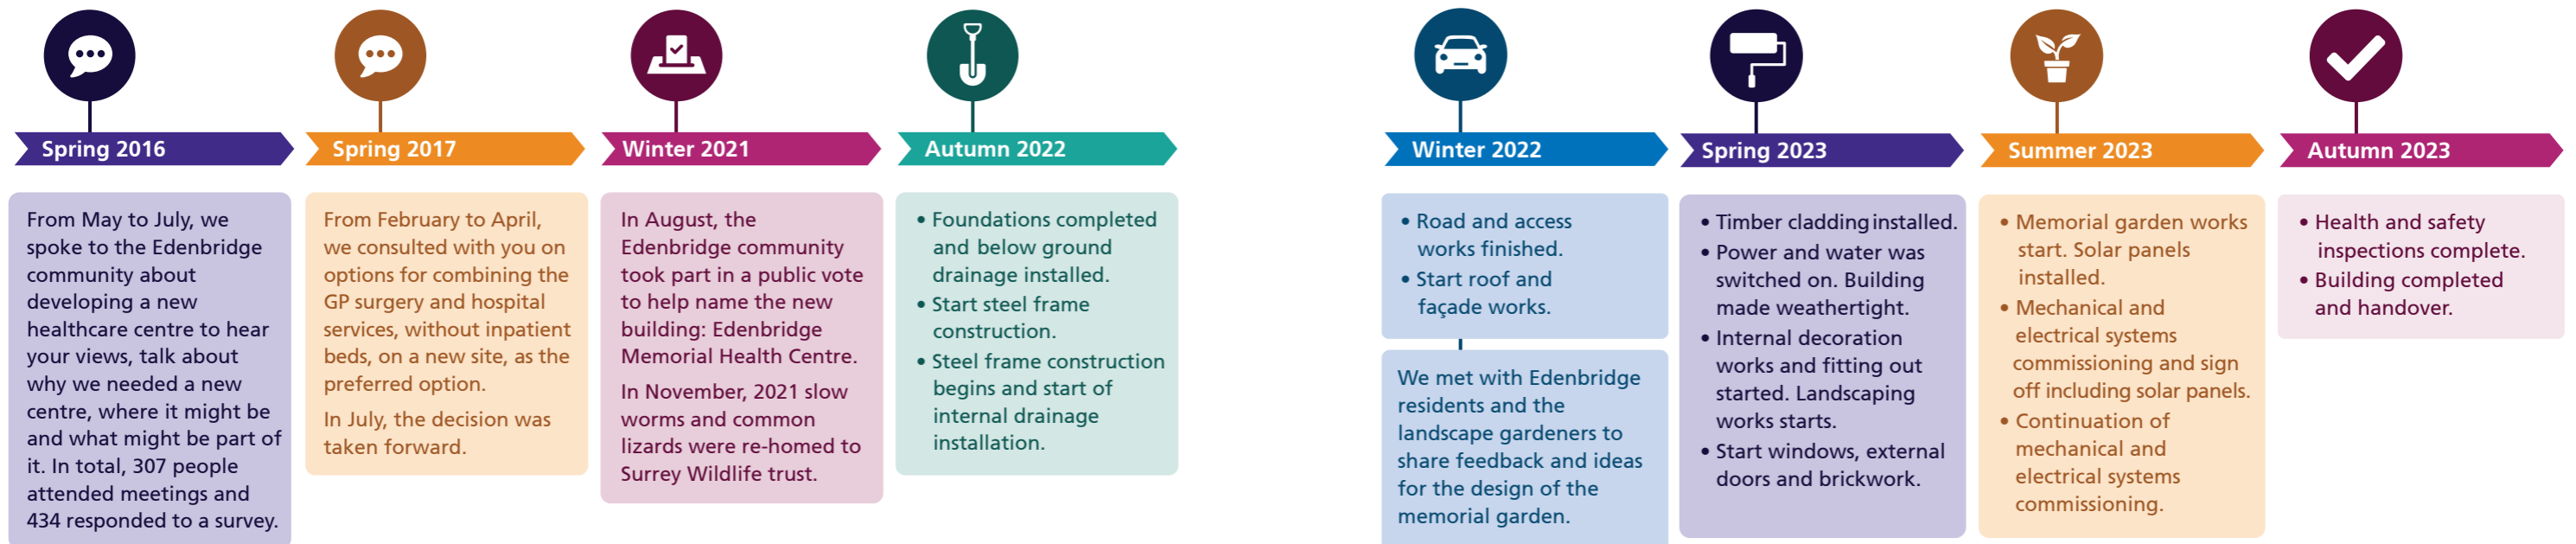 Spring 2016
From May to July, we
spoke to the Edenbridge
community about
developing a new
healthcare centre to hear
your views, talk about
why we needed a new
centre, where it might be
and what might be part of
it. In total, 307 people
attended meetings and
434 responded to a survey.
Spring 2017
From February to April,
we consulted with you on
options for combining the
GP surgery and hospital
services, without inpatient
beds, on a new site, as the
preferred option.
In July, the decision was
taken forward.
Winter 2021
In August, the
Edenbridge community
took part in a public vote
to help name the new
building: Edenbridge
Memorial Health Centre.
In November, 2021 slow
worms and common
lizards were re-homed to
Surrey Wildlife trust.
Autumn 2022
• Foundations completed
and below ground
drainage installed.
• Start steel frame
construction.
• Steel frame construction
begins and start of
internal drainage
installation.
Winter 2022
• Road and access
works finished.
• Start roof and
façade works.
We met with Edenbridge
residents and the
landscape gardeners to
share feedback and ideas
for the design of the
memorial garden.
Spring 2023
• Timber cladding installed.
• Power and water was
switched on. Building
made weathertight.
• Internal decoration
works and fitting out
started. Landscaping
works starts.
• Start windows, external
doors and brickwork.
Summer 2023
• Memorial garden works
start. Solar panels
installed.
• Mechanical and
electrical systems
commissioning and sign
off including solar panels.
• Continuation of
mechanical and
electrical systems
commissioning.
Autumn 2023
• Health and safety
inspections complete.
• Building completed
and handover.